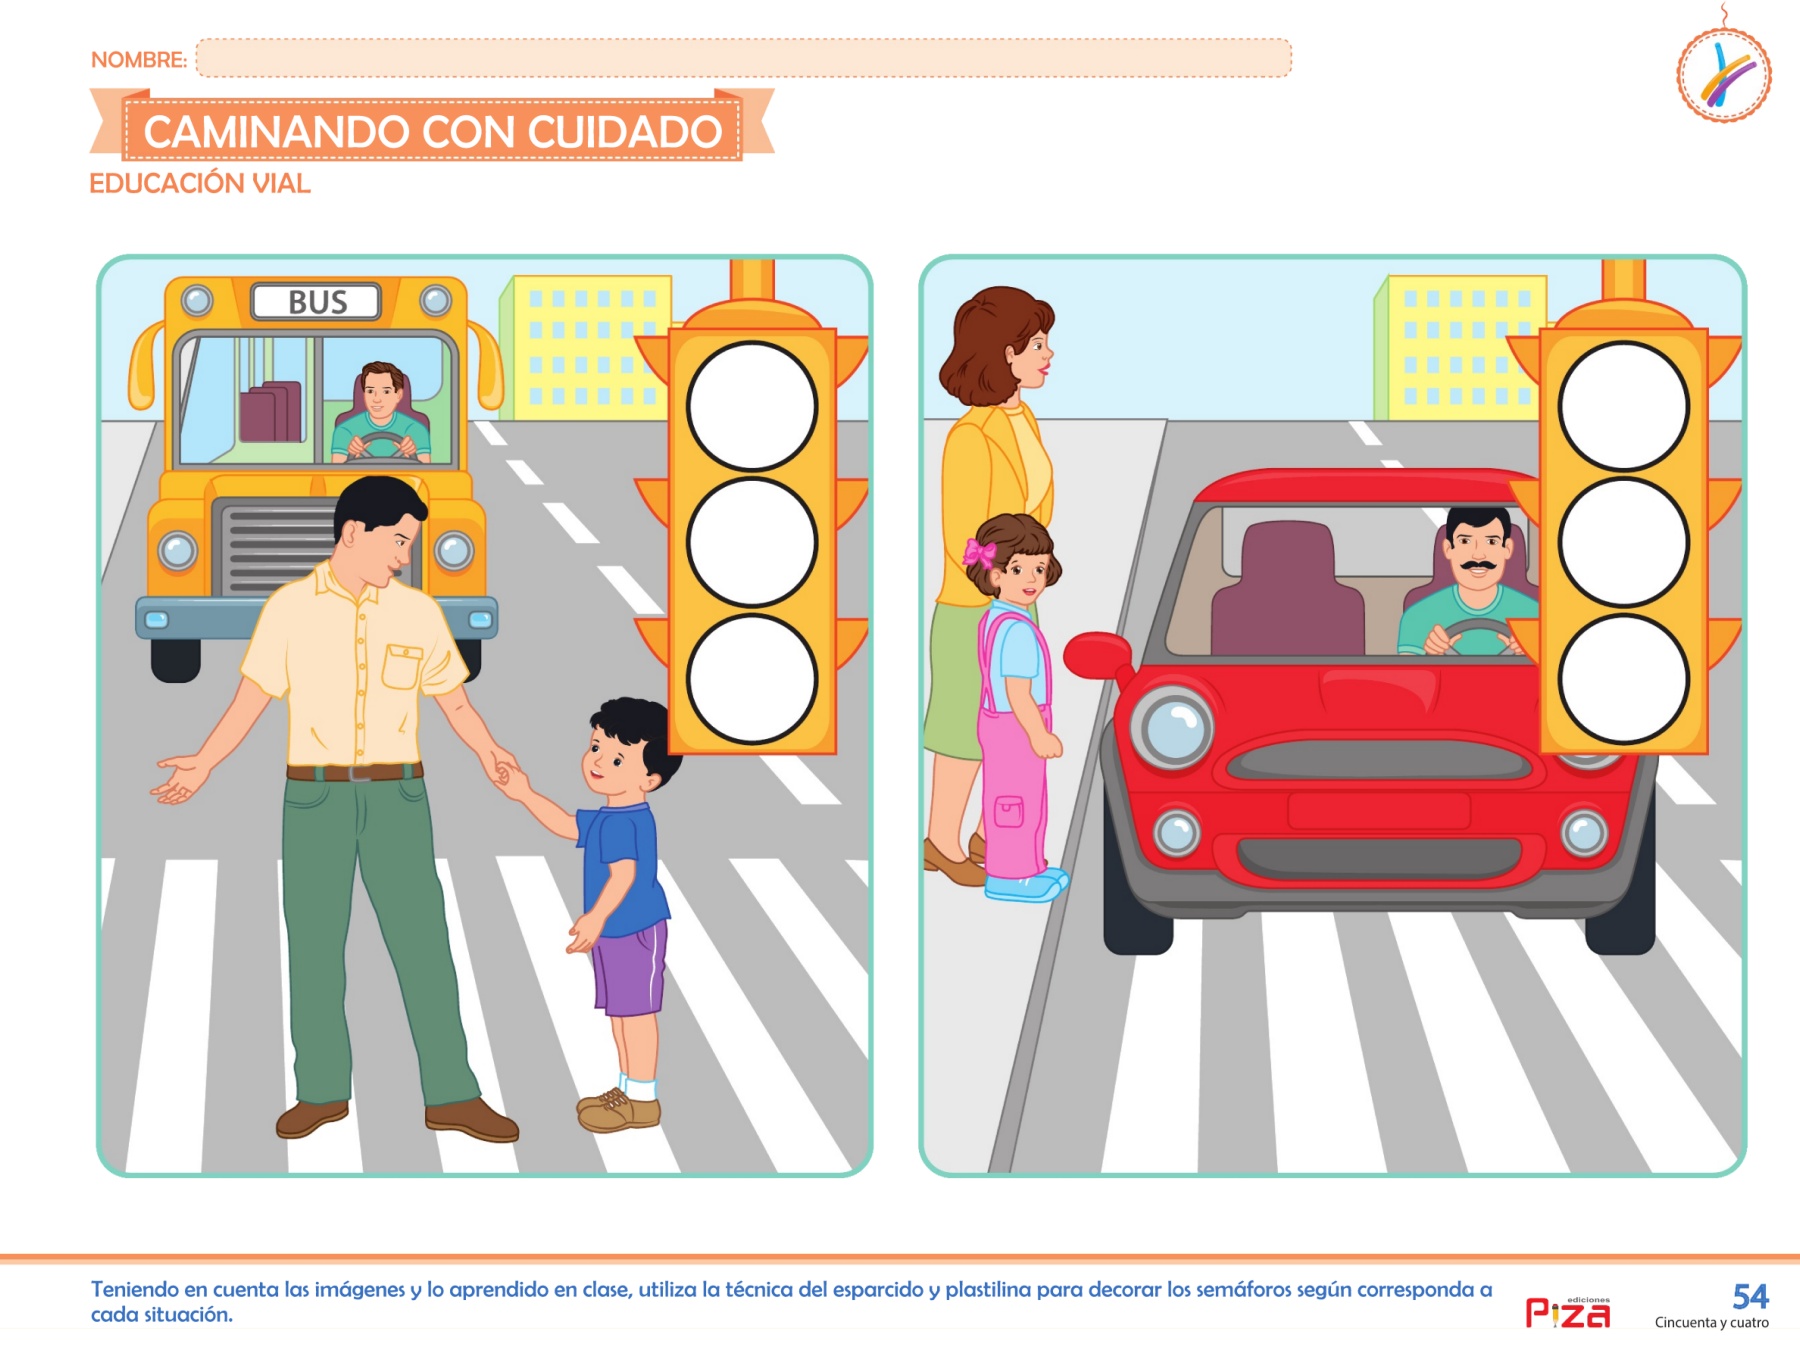 NOMBRE:
CAMINANDO CON CUIDADO
EDUCACIÓN VIAL
BUS
Teniendo en cuenta las imágenes y lo aprendido en clase, utiliza la técnica del esparcido y plastilina para decorar los semáforos según corresponda a
cada situación.
ediciones
Piza
54
Cincuenta y cuatro